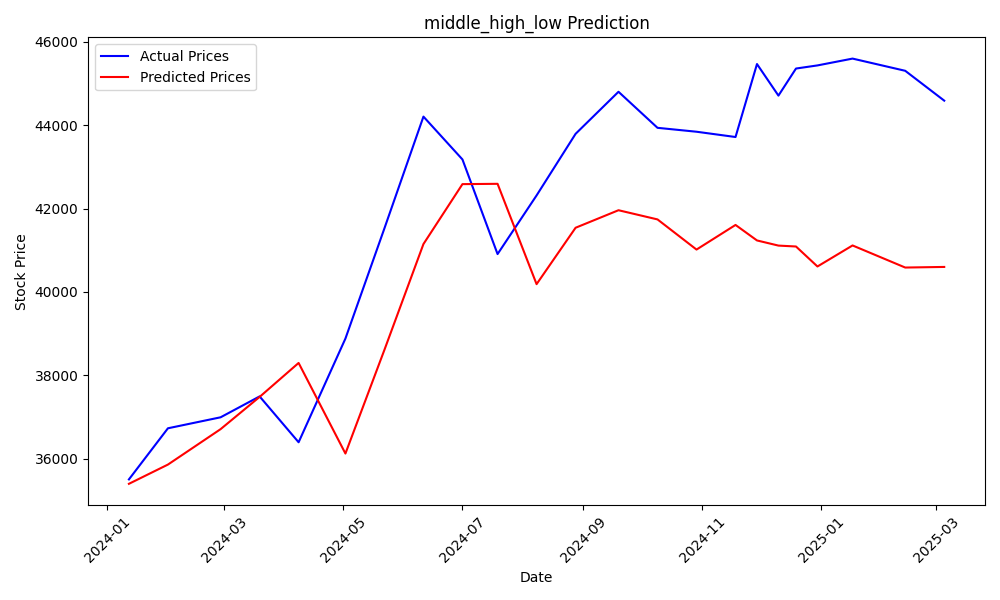 middle_high_low Prediction
Actual Prices
Predicted Prices
46000
44000
42000
40000
38000
36000
Stock Price
2024-01
2024-03
2024-05
2024-07
2024-09
2024-11
2025-01
2025-03
Date